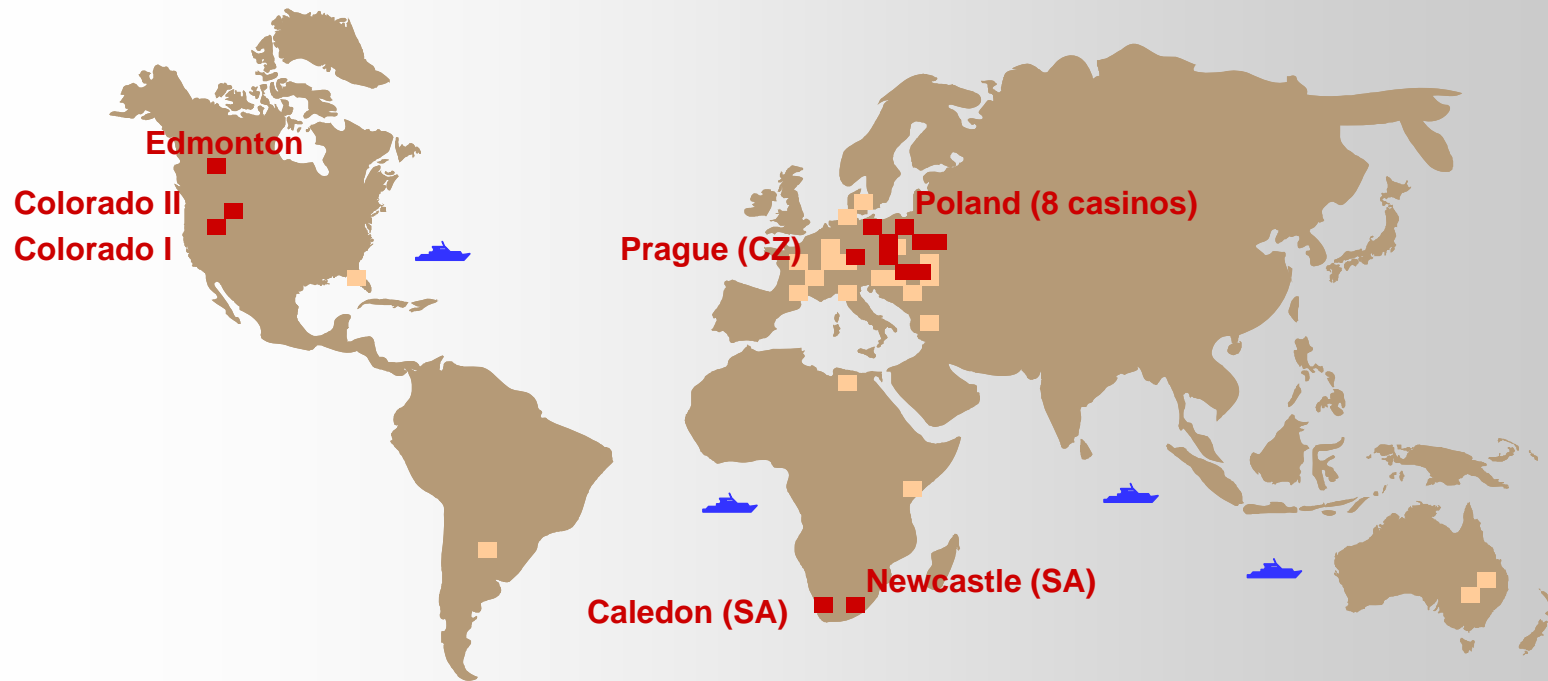 Edmonton
Colorado II
Poland (8 casinos)
Colorado I
Prague (CZ)
Newcastle (SA)
Caledon (SA)